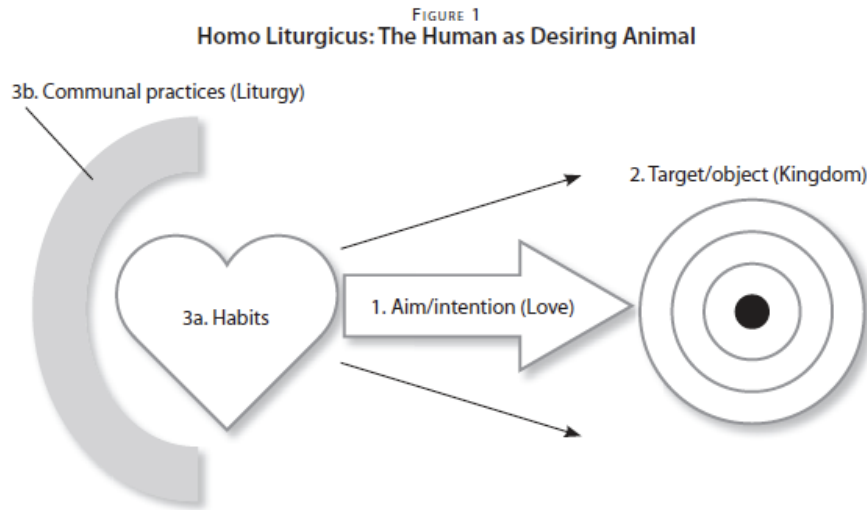 FIGURE 1
Homo Liturgicus: The Human as Desiring Animal
3b. Communal practices (Liturgy)
2. Target/object (Kingdom)
3a. Habits
1. Aim/intention (Love)